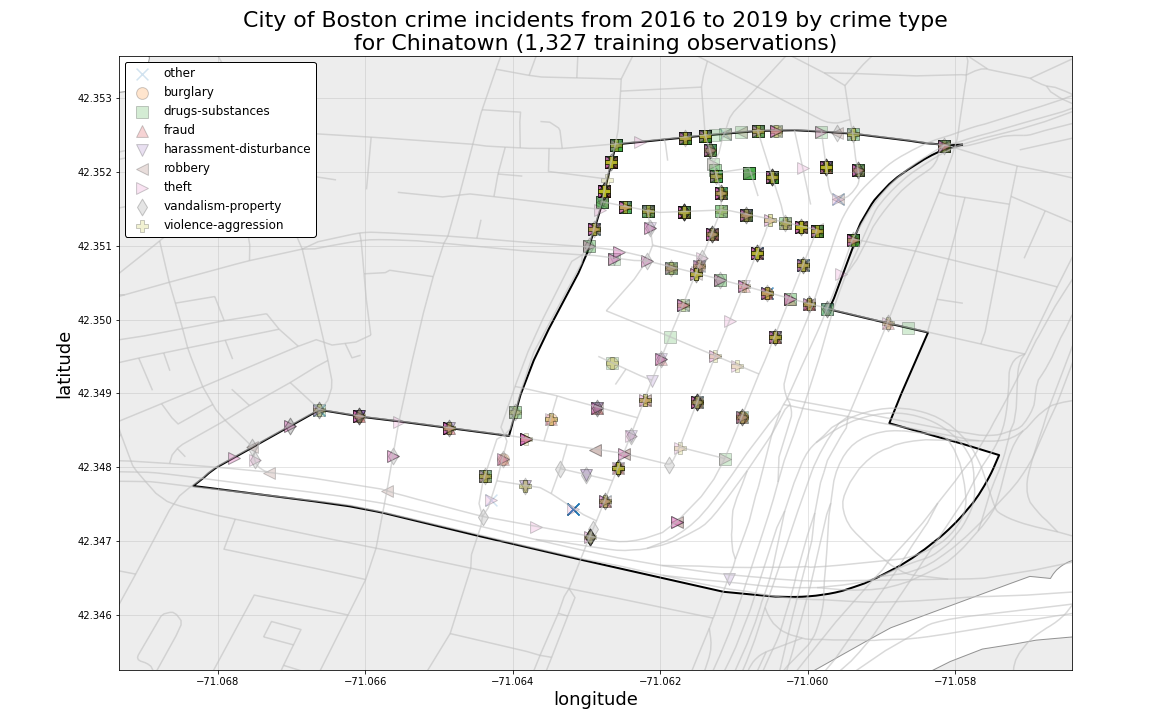 City of Boston crime incidents from 2016 to 2019 by crime type
for Chinatown (1,327 training observations)
other
burglary
drugs-substances
fraud
harassment-disturbance
robbery
theft
vandalism-property
violence-aggression
latitude
42.353
42.352
42.351
42.350
42.349
42.348
42.347
42.346
−71.068
−71.066
−71.064
−71.062
−71.060
−71.058
longitude